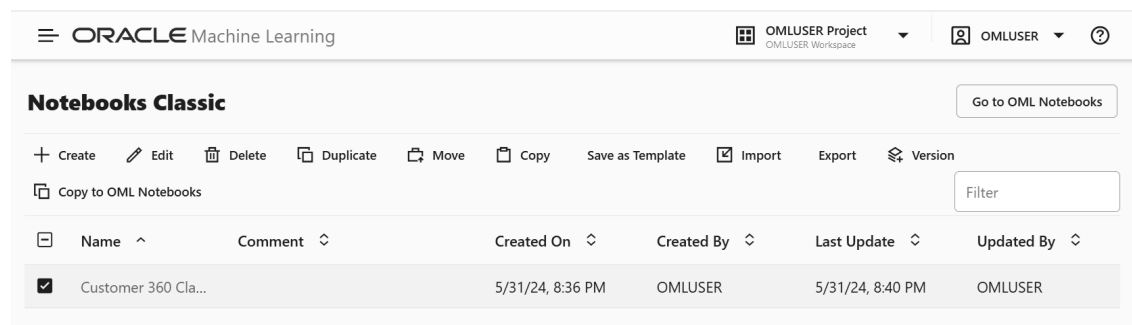 ORACLE Machine Learning OMLUSER Project OMLUSER
OMLUSER Workspace
Notebooks Classic Go to OML Notebooks
Create Edit Delete Duplicate Move Copy Save as Template Import Export Version
Copy to OML Notebooks Filter
Name Comment Created On Created By Last Update Updated By
Customer 360 Cla... 5/31/24, 8:36 PM OMLUSER 5/31/24, 8:40 PM OMLUSER